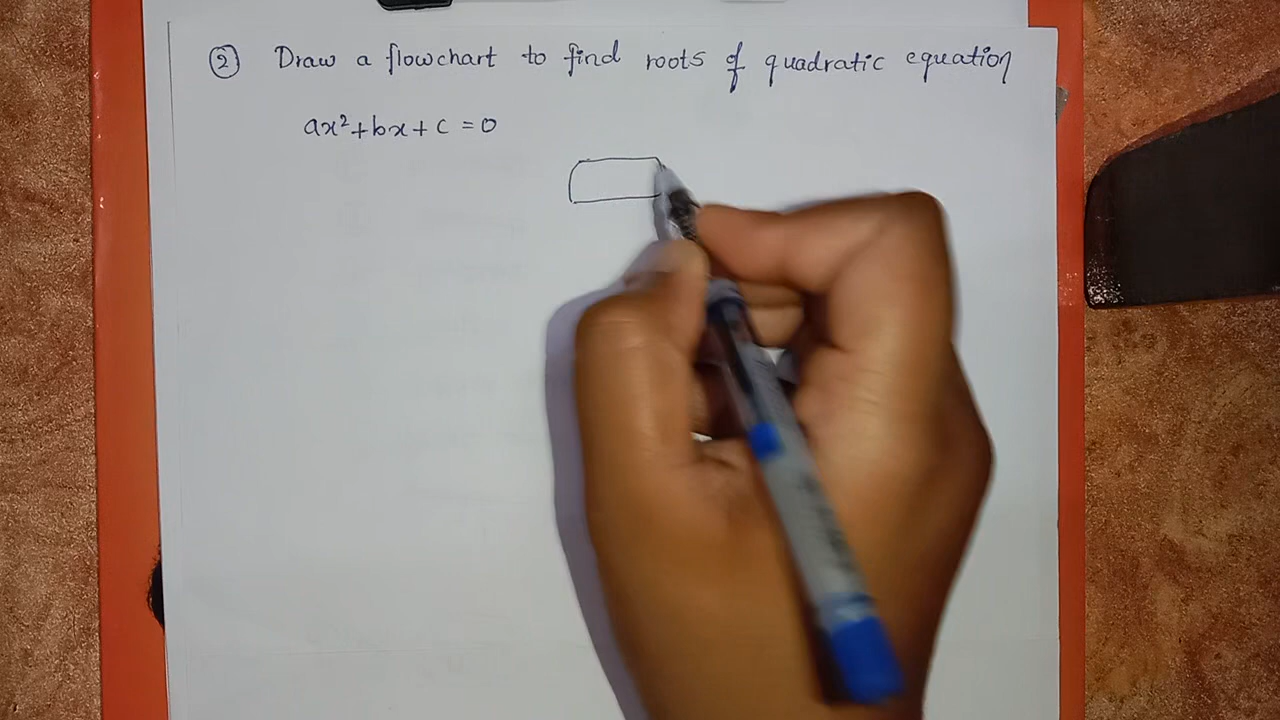 ② Draw a flowchart to find roots of quadratic equation
ax²+bx+c=0